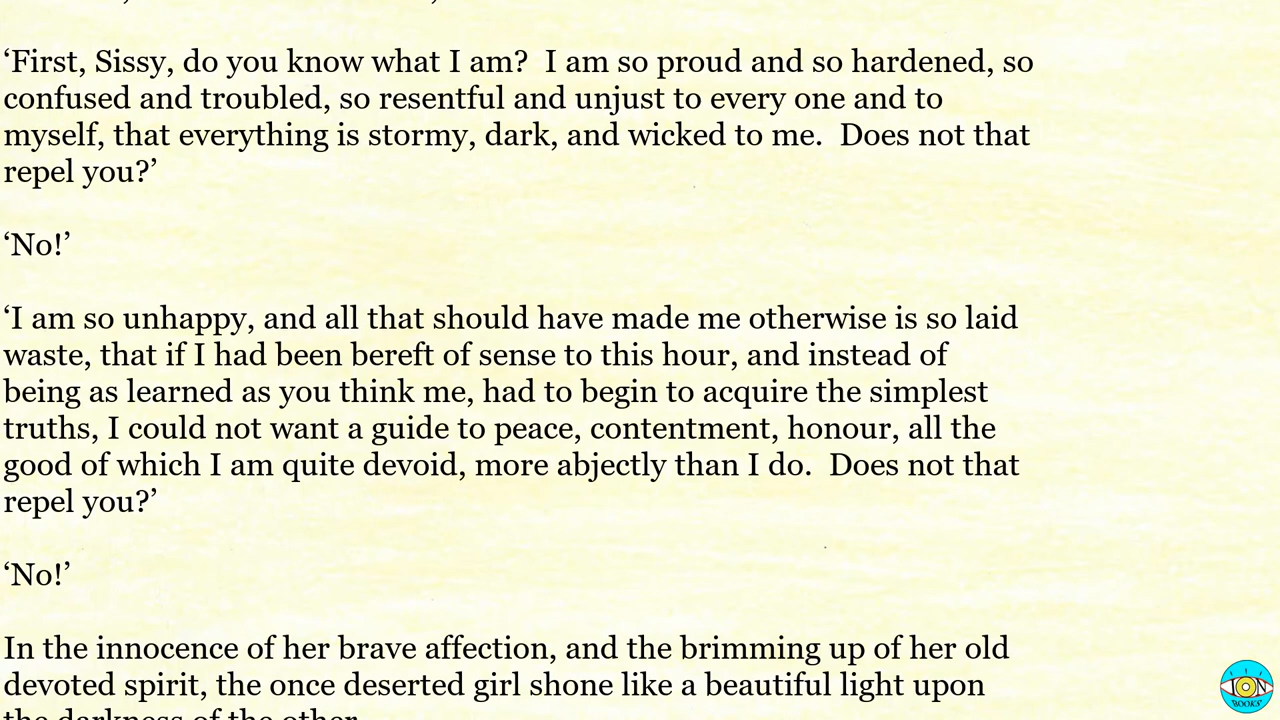 ‘First, Sissy, do you know what I am?  I am so proud and so hardened, so
confused and troubled, so resentful and unjust to every one and to
myself, that everything is stormy, dark, and wicked to me.  Does not that
repel you?’
‘No!’
‘I am so unhappy, and all that should have made me otherwise is so laid
waste, that if I had been bereft of sense to this hour, and instead of
being as learned as you think me, had to begin to acquire the simplest
truths, I could not want a guide to peace, contentment, honour, all the
good of which I am quite devoid, more abjectly than I do.  Does not that
repel you?’
‘No!’
In the innocence of her brave affection, and the brimming up of her old
devoted spirit, the once deserted girl shone like a beautiful light upon
the darkness of the other.
ION
BOOKS